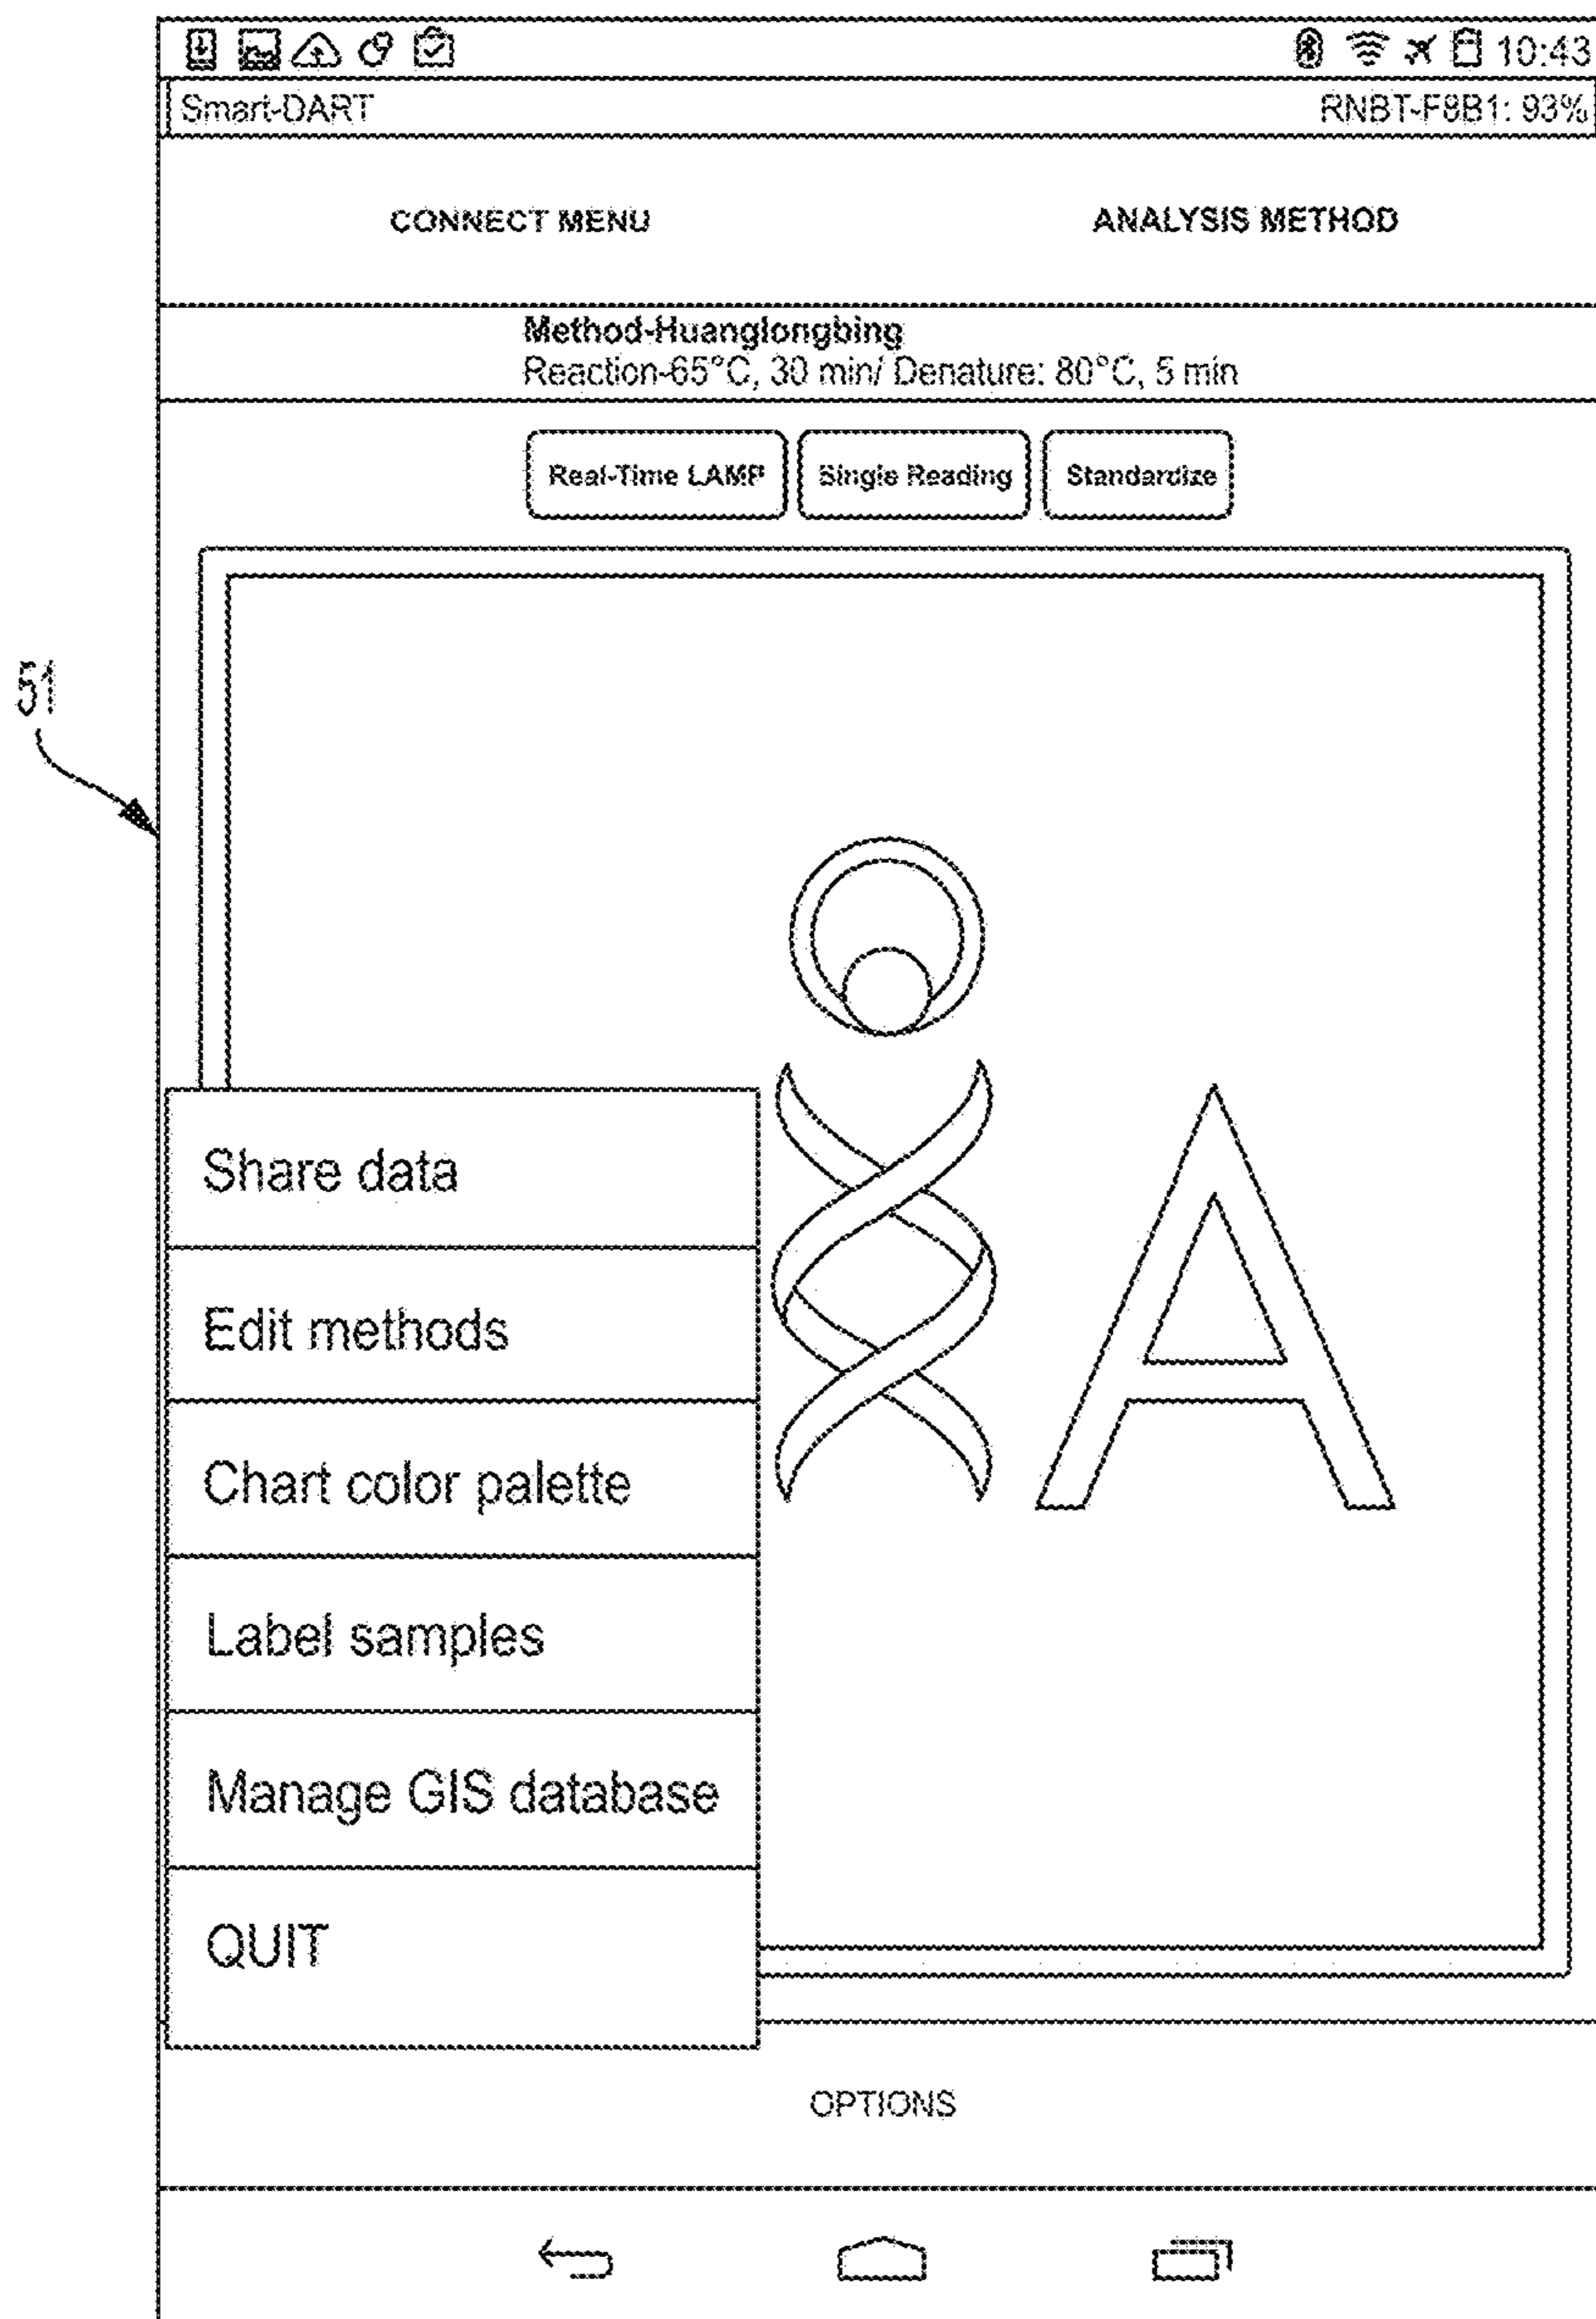 10:43
Smart-DART RNBT-F8B1: 93%
CONNECT MENU ANALYSIS METHOD
Method-Huanglongbing
Reaction-65°C, 30 min/ Denature: 80°C, 5 min
Real-Time LAMP Single Reading Standardize
51
A
Share data
Edit methods
Chart color palette
Label samples
Manage GIS database
QUIT
OPTIONS